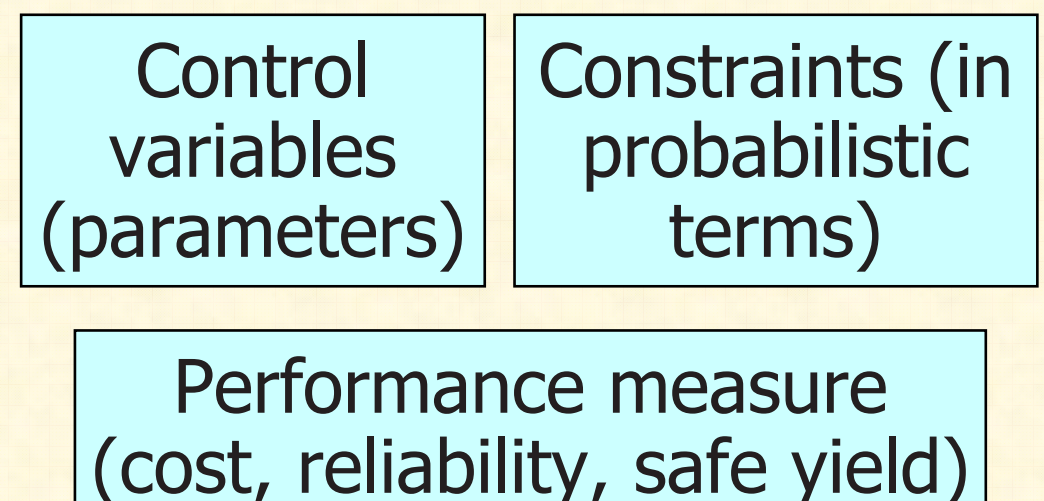 Control
variables
(parameters)
Constraints (in
probabilistic
terms)
Performance measure
(cost, reliability, safe yield)